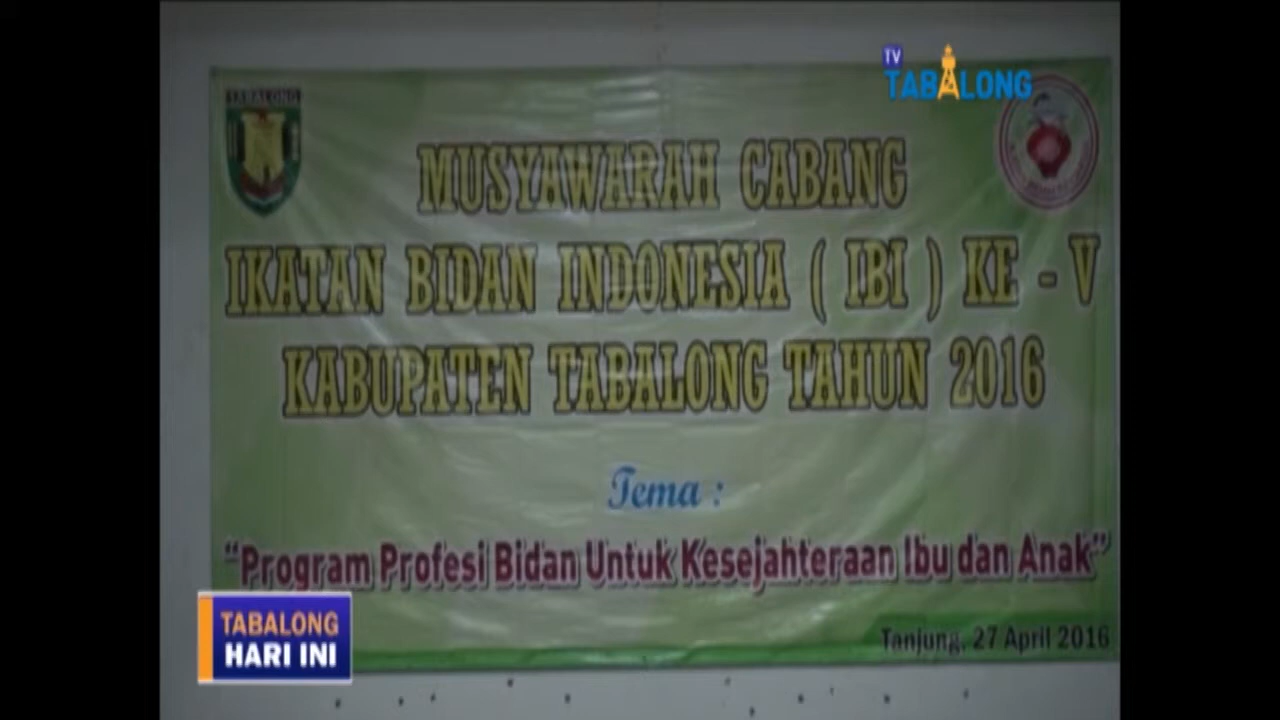 TV
TABALONG
TABALONG
MUSYAWARAH CABANG
IKATAN BIDAN INDONESIA ( IBI ) KE - V
KABUPATEN TABALONG TAHUN 2016
Tema :
"Program Profesi Bidan Untuk Kesejahteraan Ibu dan Anak"
Tanjung, 27 April 2016
TABALONG
HARI INI